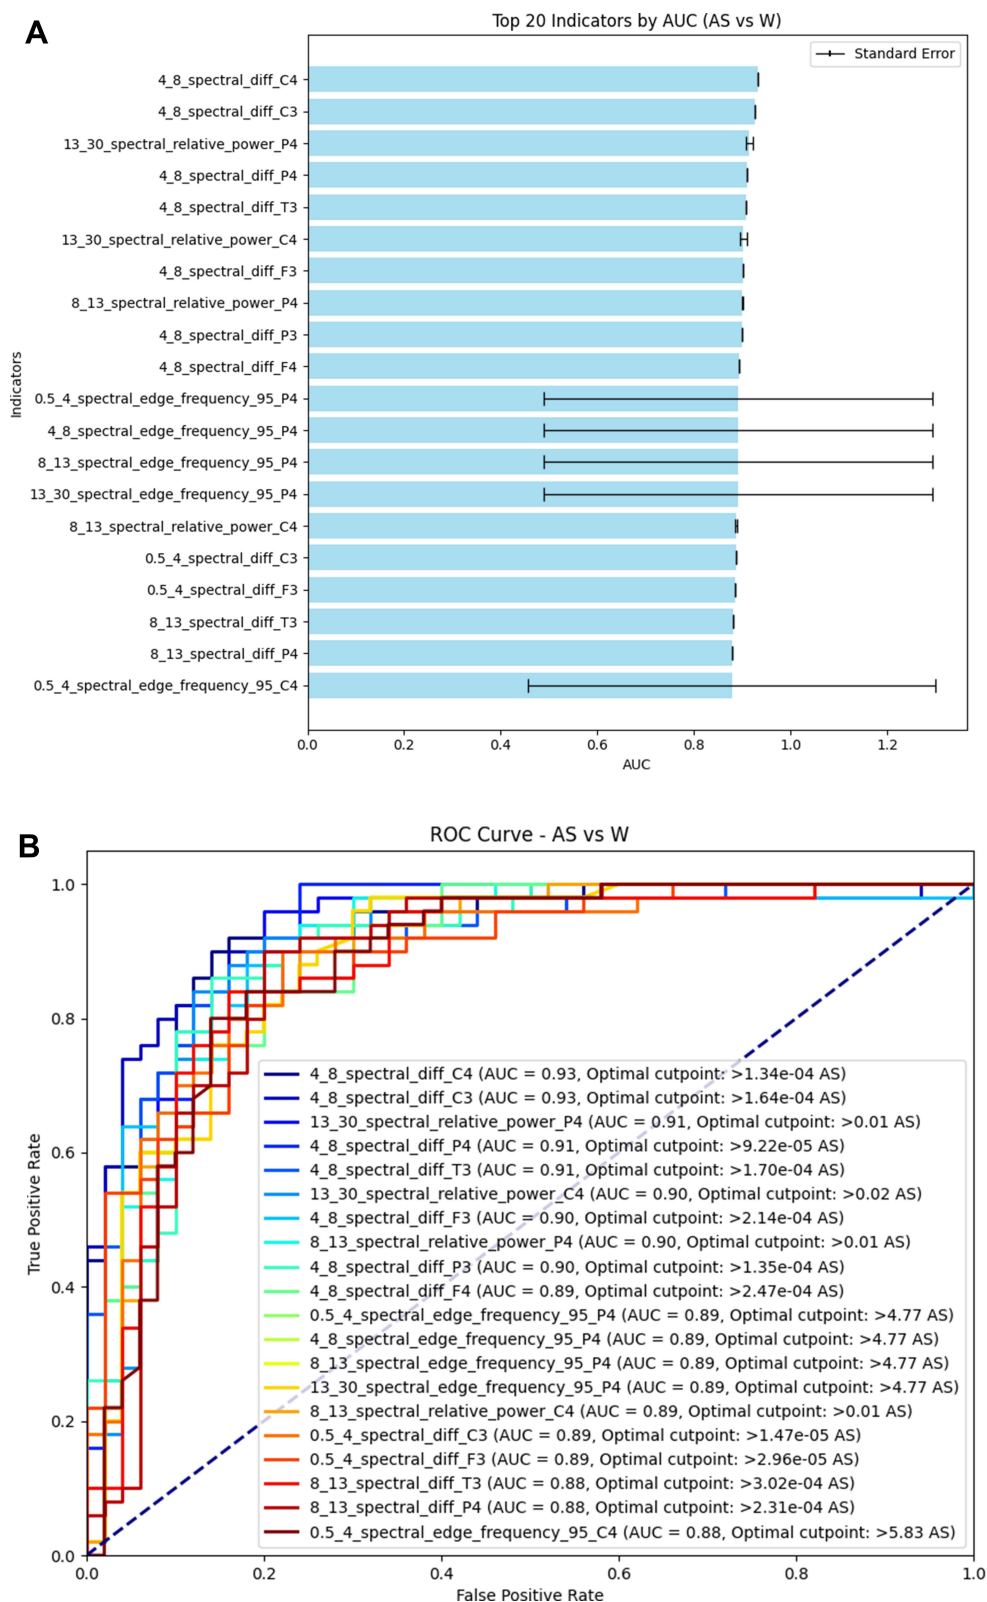 A
Top 20 Indicators by AUC (AS vs W)
Standard Error
4_8_spectral_diff_C4
4_8_spectral_diff_C3
13_30_spectral_relative_power_P4
4_8_spectral_diff_P4
4_8_spectral_diff_T3
13_30_spectral_relative_power_C4
4_8_spectral_diff_F3
8_13_spectral_relative_power_P4
4_8_spectral_diff_P3
4_8_spectral_diff_F4
0.5_4_spectral_edge_frequency_95_P4
4_8_spectral_edge_frequency_95_P4
8_13_spectral_edge_frequency_95_P4
13_30_spectral_edge_frequency_95_P4
8_13_spectral_relative_power_C4
0.5_4_spectral_diff_C3
0.5_4_spectral_diff_F3
8_13_spectral_diff_T3
8_13_spectral_diff_P4
0.5_4_spectral_edge_frequency_95_C4
Indicators
0.0 0.2 0.4 0.6 0.8 1.0 1.2
AUC
B
ROC Curve - AS vs W
1.0
0.8
0.6
0.4
0.2
0.0
True Positive Rate
4_8_spectral_diff_C4 (AUC = 0.93, Optimal cutpoint: >1.34e-04 AS)
4_8_spectral_diff_C3 (AUC = 0.93, Optimal cutpoint: >1.64e-04 AS)
13_30_spectral_relative_power_P4 (AUC = 0.91, Optimal cutpoint: >0.01 AS)
4_8_spectral_diff_P4 (AUC = 0.91, Optimal cutpoint: >9.22e-05 AS)
4_8_spectral_diff_T3 (AUC = 0.91, Optimal cutpoint: >1.70e-04 AS)
13_30_spectral_relative_power_C4 (AUC = 0.90, Optimal cutpoint: >0.02 AS)
4_8_spectral_diff_F3 (AUC = 0.90, Optimal cutpoint: >2.14e-04 AS)
8_13_spectral_relative_power_P4 (AUC = 0.90, Optimal cutpoint: >0.01 AS)
4_8_spectral_diff_P3 (AUC = 0.90, Optimal cutpoint: >1.35e-04 AS)
4_8_spectral_diff_F4 (AUC = 0.89, Optimal cutpoint: >2.47e-04 AS)
0.5_4_spectral_edge_frequency_95_P4 (AUC = 0.89, Optimal cutpoint: >4.77 AS)
4_8_spectral_edge_frequency_95_P4 (AUC = 0.89, Optimal cutpoint: >4.77 AS)
8_13_spectral_edge_frequency_95_P4 (AUC = 0.89, Optimal cutpoint: >4.77 AS)
13_30_spectral_edge_frequency_95_P4 (AUC = 0.89, Optimal cutpoint: >4.77 AS)
8_13_spectral_relative_power_C4 (AUC = 0.89, Optimal cutpoint: >0.01 AS)
0.5_4_spectral_diff_C3 (AUC = 0.89, Optimal cutpoint: >1.47e-05 AS)
0.5_4_spectral_diff_F3 (AUC = 0.89, Optimal cutpoint: >2.96e-05 AS)
8_13_spectral_diff_T3 (AUC = 0.88, Optimal cutpoint: >3.02e-04 AS)
8_13_spectral_diff_P4 (AUC = 0.88, Optimal cutpoint: >2.31e-04 AS)
0.5_4_spectral_edge_frequency_95_C4 (AUC = 0.88, Optimal cutpoint: >5.83 AS)
0.0 0.2 0.4 0.6 0.8 1.0
False Positive Rate